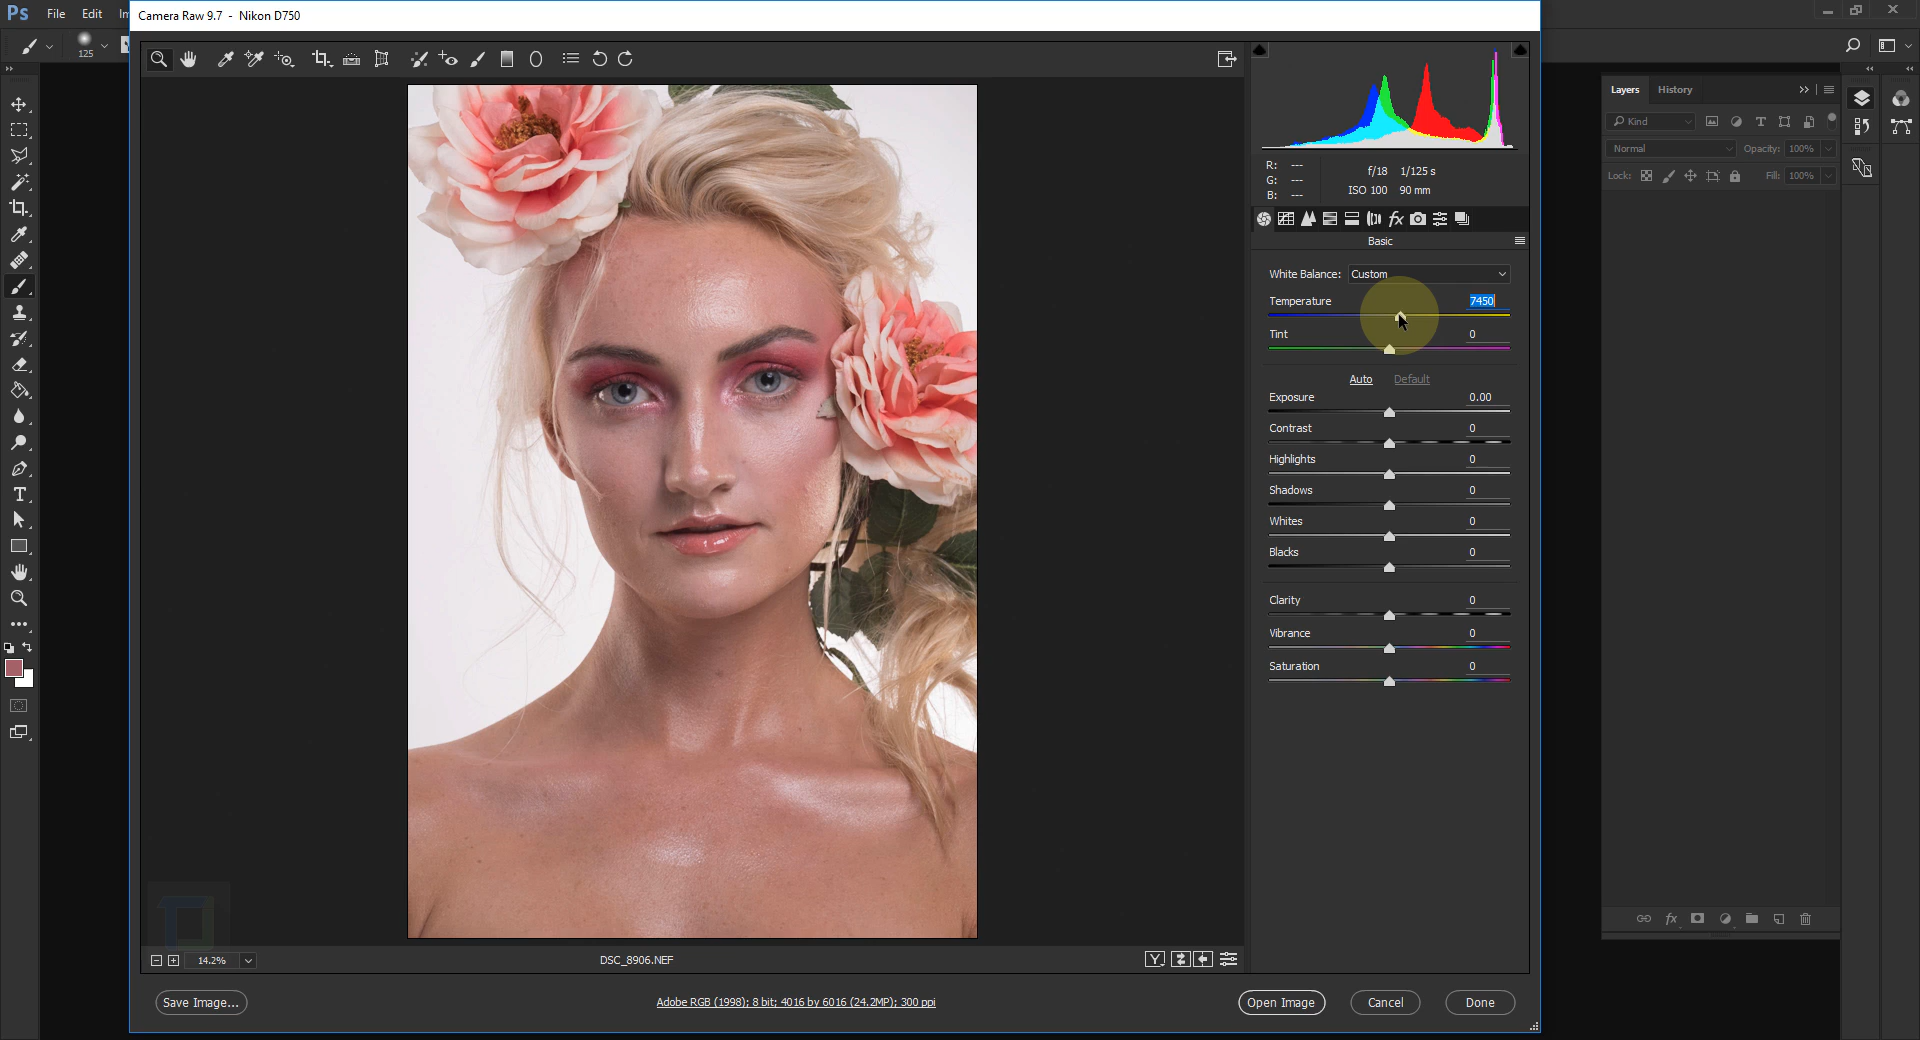 Ps File Edit
Camera Raw 9.7 - Nikon D750
125
R: ---
G: ---
B: ---
f/18 1/125 s
ISO 100 90 mm
fx
Basic
White Balance: Custom
Temperature 7450
Tint 0
Auto Default
Exposure 0.00
Contrast 0
Highlights 0
Shadows 0
Whites 0
Blacks 0
Clarity 0
Vibrance 0
Saturation 0
Layers History
Kind
Normal Opacity: 100%
Lock: Fill: 100%
fx
14.2%
DSC_8906.NEF
Y
Save Image...
Adobe RGB (1998); 8 bit; 4016 by 6016 (24.2MP); 300 ppi
Open Image Cancel Done